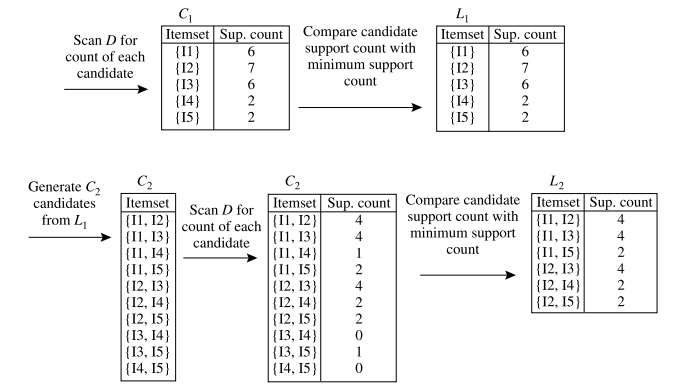 C1
Scan D for
count of each
candidate
Itemset Sup. count
{I1} 6
{I2} 7
{I3} 6
{I4} 2
{I5} 2
Compare candidate
support count with
minimum support
count
L1
Itemset Sup. count
{I1} 6
{I2} 7
{I3} 6
{I4} 2
{I5} 2
Generate C2
candidates
from L1
C2
Itemset
{I1, I2}
{I1, I3}
{I1, I4}
{I1, I5}
{I2, I3}
{I2, I4}
{I2, I5}
{I3, I4}
{I3, I5}
{I4, I5}
Scan D for
count of each
candidate
C2
Itemset Sup. count
{I1, I2} 4
{I1, I3} 4
{I1, I4} 1
{I1, I5} 2
{I2, I3} 4
{I2, I4} 2
{I2, I5} 2
{I3, I4} 0
{I3, I5} 1
{I4, I5} 0
Compare candidate
support count with
minimum support
count
L2
Itemset Sup. count
{I1, I2} 4
{I1, I3} 4
{I1, I5} 2
{I2, I3} 4
{I2, I4} 2
{I2, I5} 2